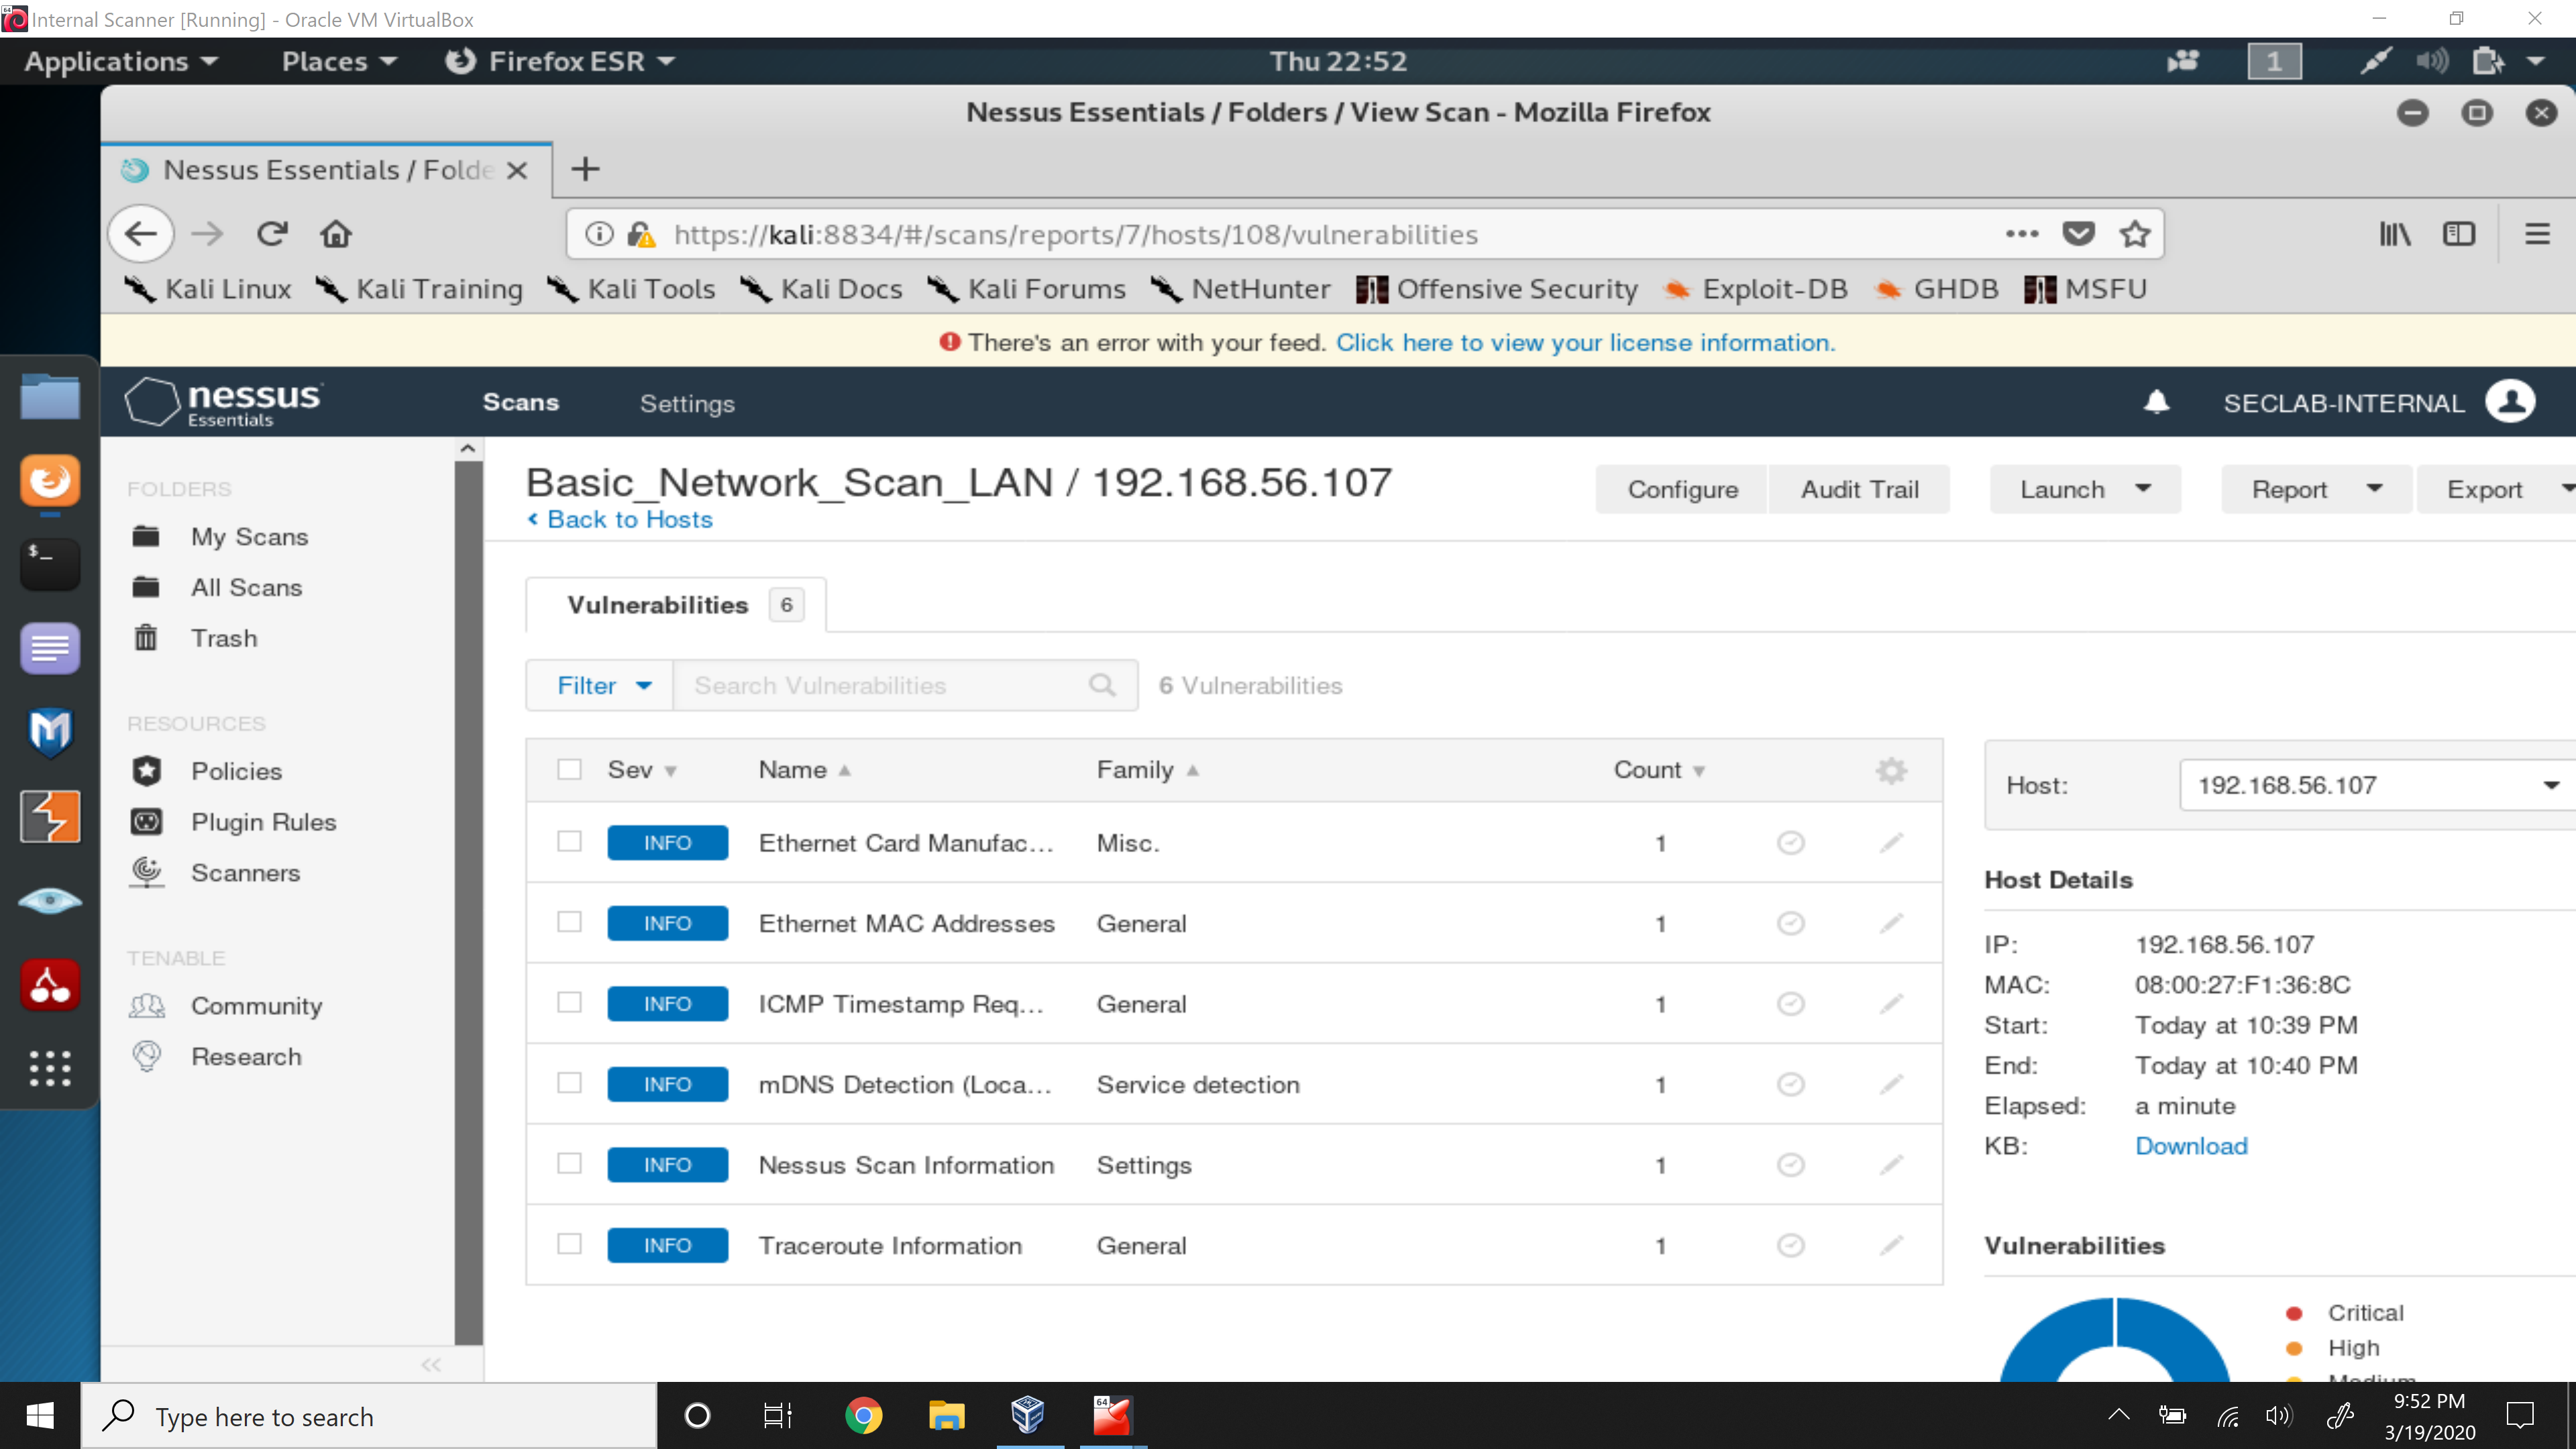 Internal Scanner [Running] - Oracle VM VirtualBox
Applications Places Firefox ESR Thu 22:52 1
Nessus Essentials / Folders / View Scan - Mozilla Firefox
Nessus Essentials / Folde
https://kali:8834/#/scans/reports/7/hosts/108/vulnerabilities
Kali Linux Kali Training Kali Tools Kali Docs Kali Forums NetHunter Offensive Security Exploit-DB GHDB MSFU
There's an error with your feed. Click here to view your license information.
nessus Essentials Scans Settings SECLAB-INTERNAL
FOLDERS
My Scans
All Scans
Trash
RESOURCES
Policies
Plugin Rules
Scanners
TENABLE
Community
Research
Basic_Network_Scan_LAN / 192.168.56.107
Back to Hosts
Configure Audit Trail Launch Report Export
Vulnerabilities 6
Filter Search Vulnerabilities 6 Vulnerabilities
Sev Name Family Count
INFO Ethernet Card Manufac... Misc. 1
INFO Ethernet MAC Addresses General 1
INFO ICMP Timestamp Req... General 1
INFO mDNS Detection (Loca... Service detection 1
INFO Nessus Scan Information Settings 1
INFO Traceroute Information General 1
Host: 192.168.56.107
Host Details
IP: 192.168.56.107
MAC: 08:00:27:F1:36:8C
Start: Today at 10:39 PM
End: Today at 10:40 PM
Elapsed: a minute
KB: Download
Vulnerabilities
Critical
High
Medium
Type here to search
64
9:52 PM
3/19/2020